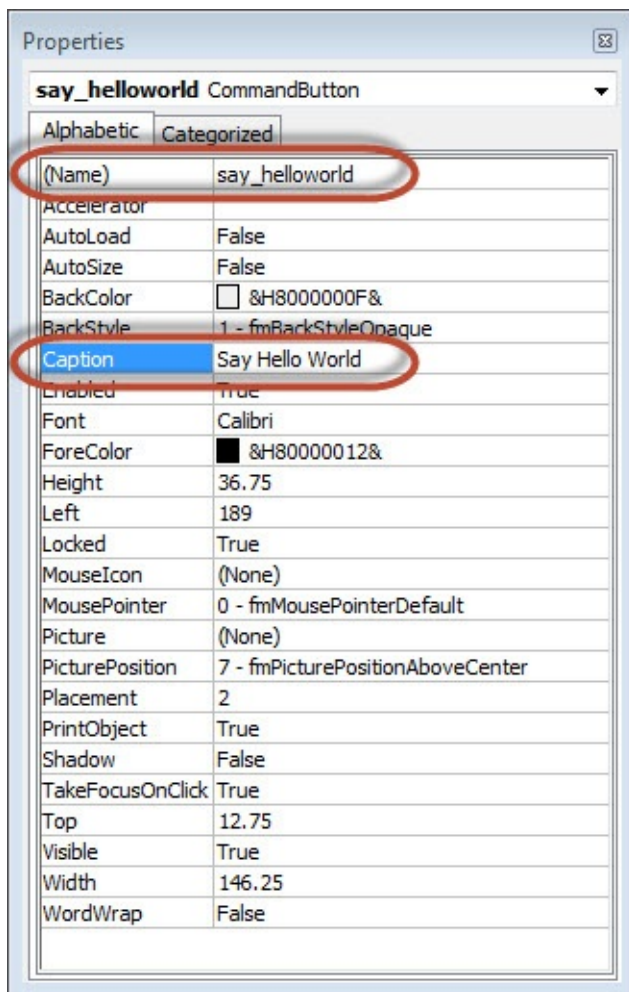 Properties
say_helloworld CommandButton
Alphabetic Categorized
(Name) say_helloworld
Accelerator
AutoLoad False
AutoSize False
BackColor &H8000000F&
BackStyle 1 - fmBackStyleOpaque
Caption Say Hello World
Enabled True
Font Calibri
ForeColor &H80000012&
Height 36.75
Left 189
Locked True
MouseIcon (None)
MousePointer 0 - fmMousePointerDefault
Picture (None)
PicturePosition 7 - fmPicturePositionAboveCenter
Placement 2
PrintObject True
Shadow False
TakeFocusOnClick True
Top 12.75
Visible True
Width 146.25
WordWrap False